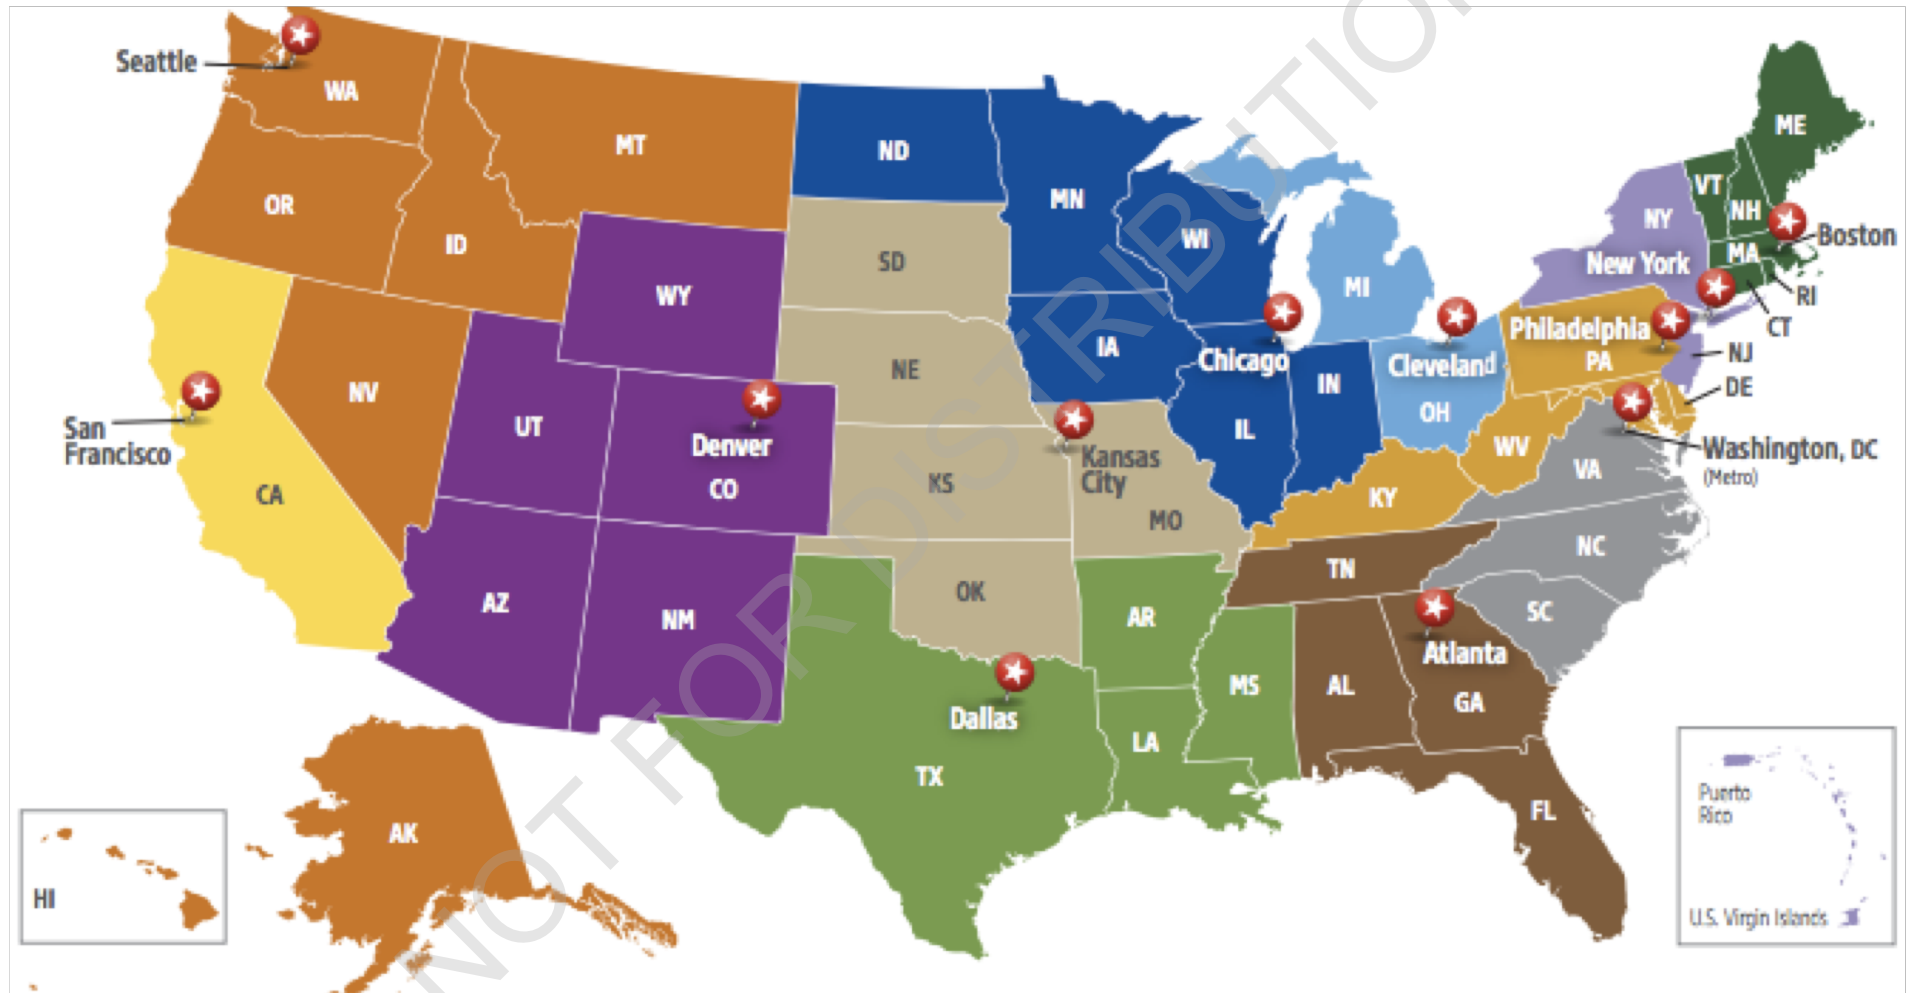 Seattle
WA
MT
ND
MN
OR
ID
SD
WI
MI
ME
VT
NH
NY
New York
MA
Boston
RI
CT
WY
NE
IA
Chicago
Cleveland
OH
IN
IL
Philadelphia
PA
NJ
DE
Washington, DC
(Metro)
San
Francisco
CA
NV
UT
Denver
CO
KS
Kansas
City
MO
KY
WV
VA
NC
TN
SC
AZ
NM
OK
AR
MS
AL
Atlanta
GA
Dallas
TX
LA
FL
HI
AK
Puerto
Rico
U.S. Virgin Islands
NOT FOR DISTRIBUTION